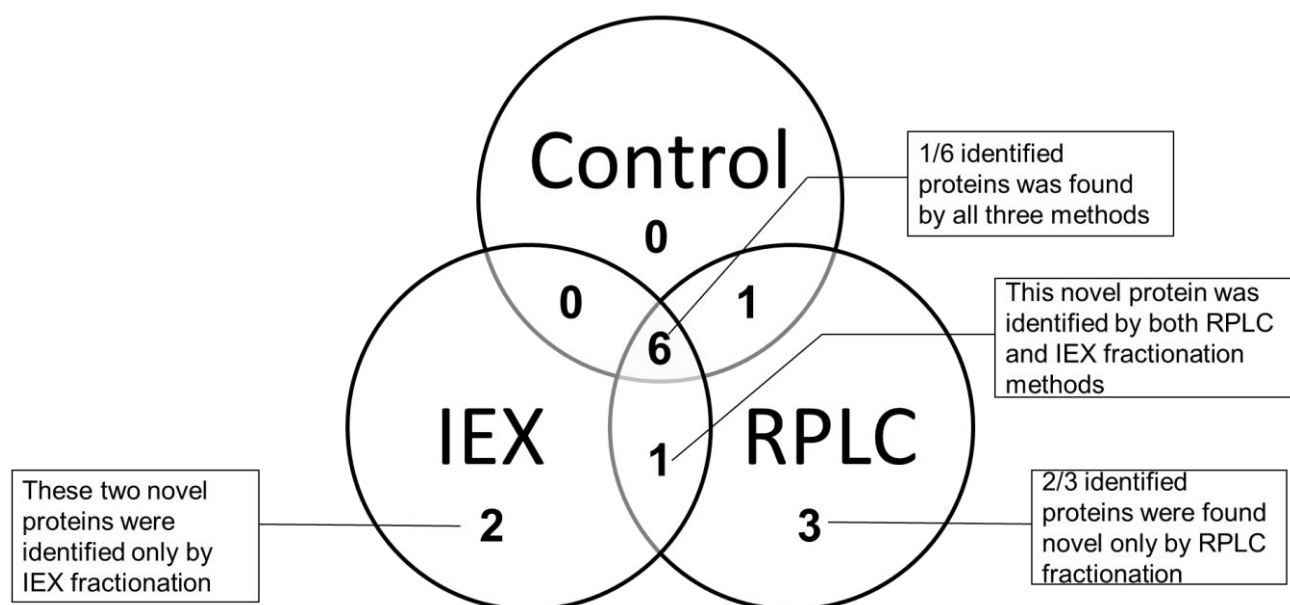 Control
0
1/6 identified
proteins was found
by all three methods
0
1
6
This novel protein was
identified by both RPLC
and IEX fractionation
methods
IEX
RPLC
1
These two novel
proteins were
identified only by
IEX fractionation
2
3
2/3 identified
proteins were found
novel only by RPLC
fractionation